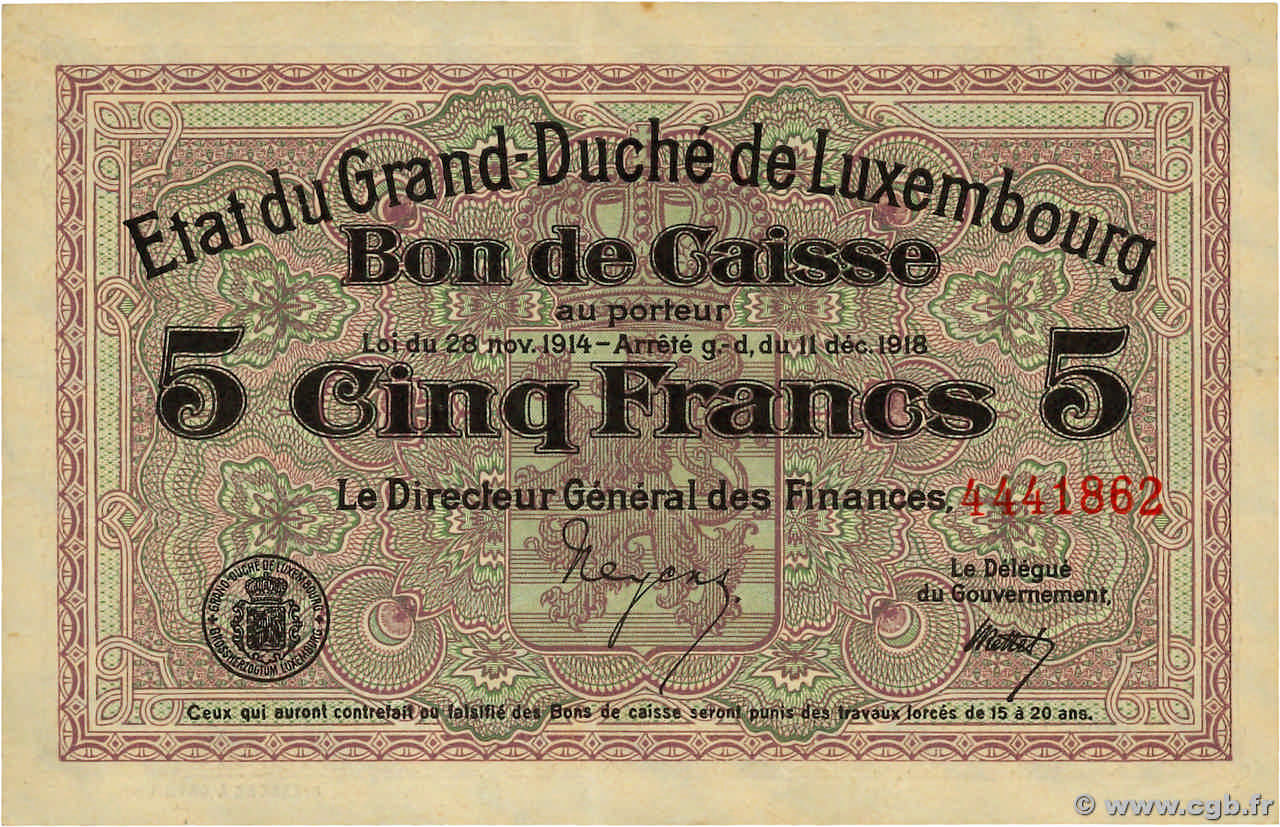 Etat du Grand-Duché de Luxembourg
Bon de Caisse
au porteur
Loi du 28 nov. 1914 – Arrêté g.-d. du 11 déc. 1918
5 Cinq Francs 5
Le Directeur Général des Finances, 4441862
Neyens.
Le Délégué
du Gouvernement,
GRAND-DUCHÉ DE LUXEMBOURG
GROSSHERZOGTUM LUXEMBURG
Ceux qui auront contrefait ou falsifié des Bons de caisse seront punis des travaux forcés de 15 à 20 ans.
© www.cgb.fr